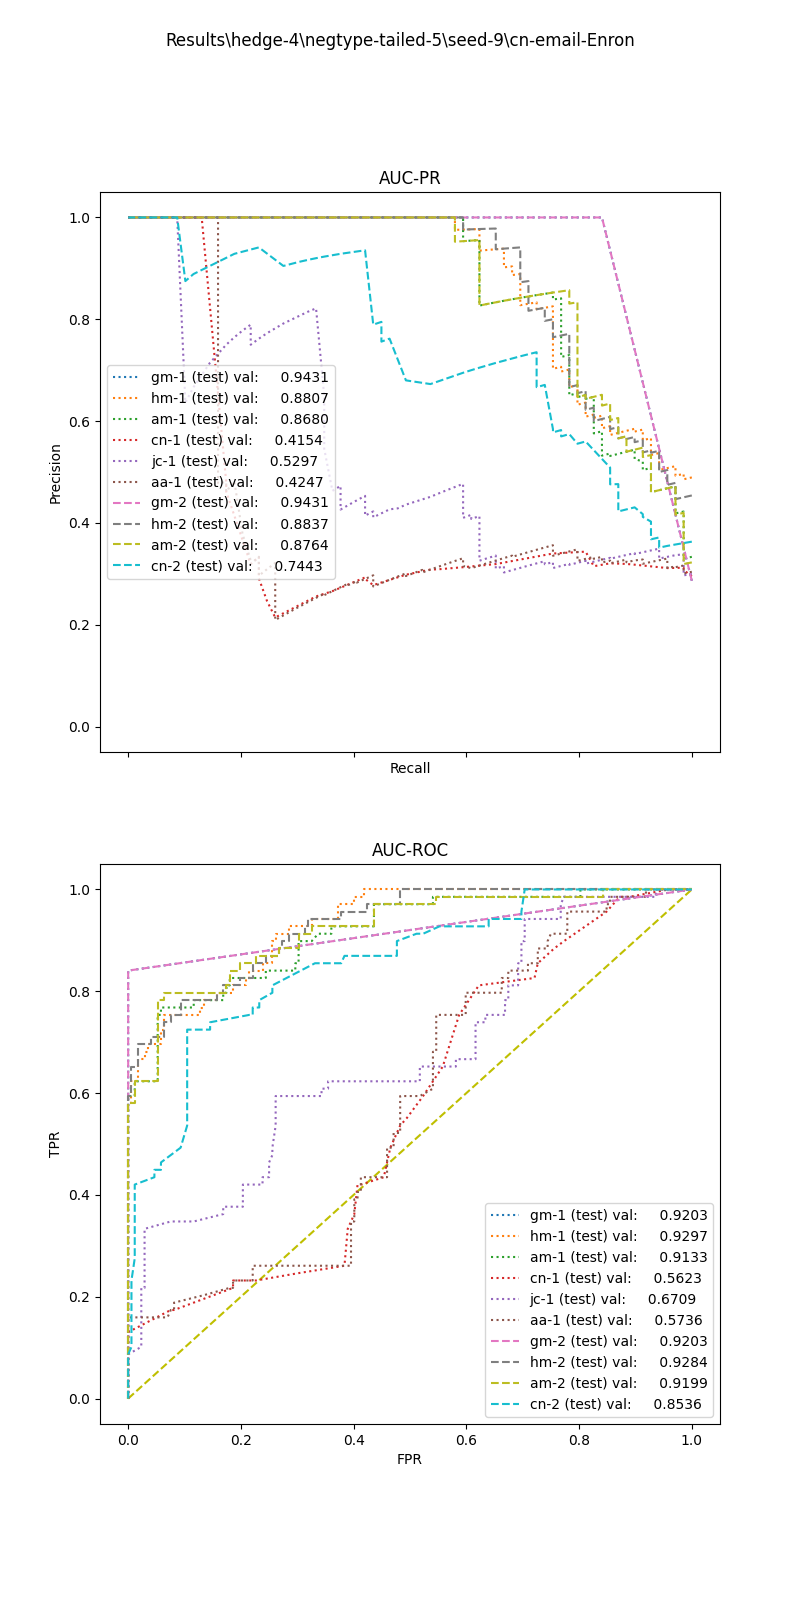 Results\hedge-4\negtype-tailed-5\seed-9\cn-email-Enron
AUC-PR
1.0
0.8
0.6
0.4
0.2
0.0
Precision
gm-1 (test) val: 0.9431
hm-1 (test) val: 0.8807
am-1 (test) val: 0.8680
cn-1 (test) val: 0.4154
jc-1 (test) val: 0.5297
aa-1 (test) val: 0.4247
gm-2 (test) val: 0.9431
hm-2 (test) val: 0.8837
am-2 (test) val: 0.8764
cn-2 (test) val: 0.7443
Recall
AUC-ROC
1.0
0.8
0.6
0.4
0.2
0.0
TPR
gm-1 (test) val: 0.9203
hm-1 (test) val: 0.9297
am-1 (test) val: 0.9133
cn-1 (test) val: 0.5623
jc-1 (test) val: 0.6709
aa-1 (test) val: 0.5736
gm-2 (test) val: 0.9203
hm-2 (test) val: 0.9284
am-2 (test) val: 0.9199
cn-2 (test) val: 0.8536
0.0 0.2 0.4 0.6 0.8 1.0
FPR